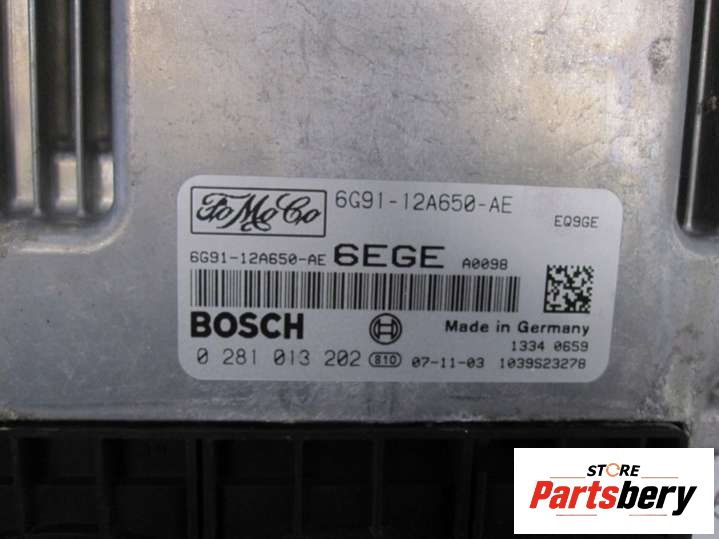 FoMoCo 6G91-12A650-AE
EQ9GE
6G91-12A650-AE 6EGE A0098
BOSCH Made in Germany
1334 0659
0 281 013 202 810 07-11-03 1039S23278
STORE
Partsbery